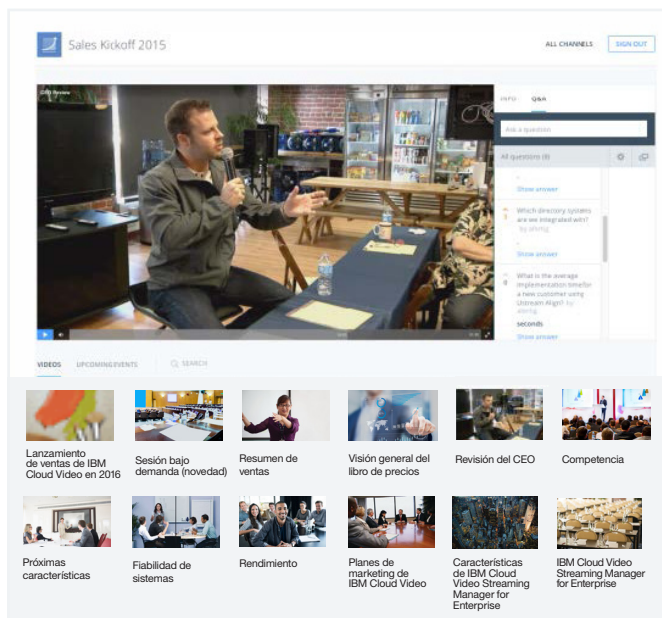 Sales Kickoff 2015
ALL CHANNELS
SIGN OUT
CEO Review
INFO
Q&A
Ask a question
All questions (8)
Show answer
Which directory systems
are we integrated with?
Show answer
What is the average
implementation time for
a new customer using
Ustream Align? by
seconds
Show answer
VIDEOS
UPCOMING EVENTS
SEARCH
Lanzamiento
de ventas de IBM
Cloud Video en 2016
Sesión bajo
demanda (novedad)
Resumen de
ventas
Visión general del
libro de precios
Revisión del CEO
Competencia
Próximas
características
Fiabilidad de
sistemas
Rendimiento
Planes de
marketing de
IBM Cloud Video
Características
de IBM Cloud
Video Streaming
Manager for
Enterprise
IBM Cloud Video
Streaming Manager
for Enterprise